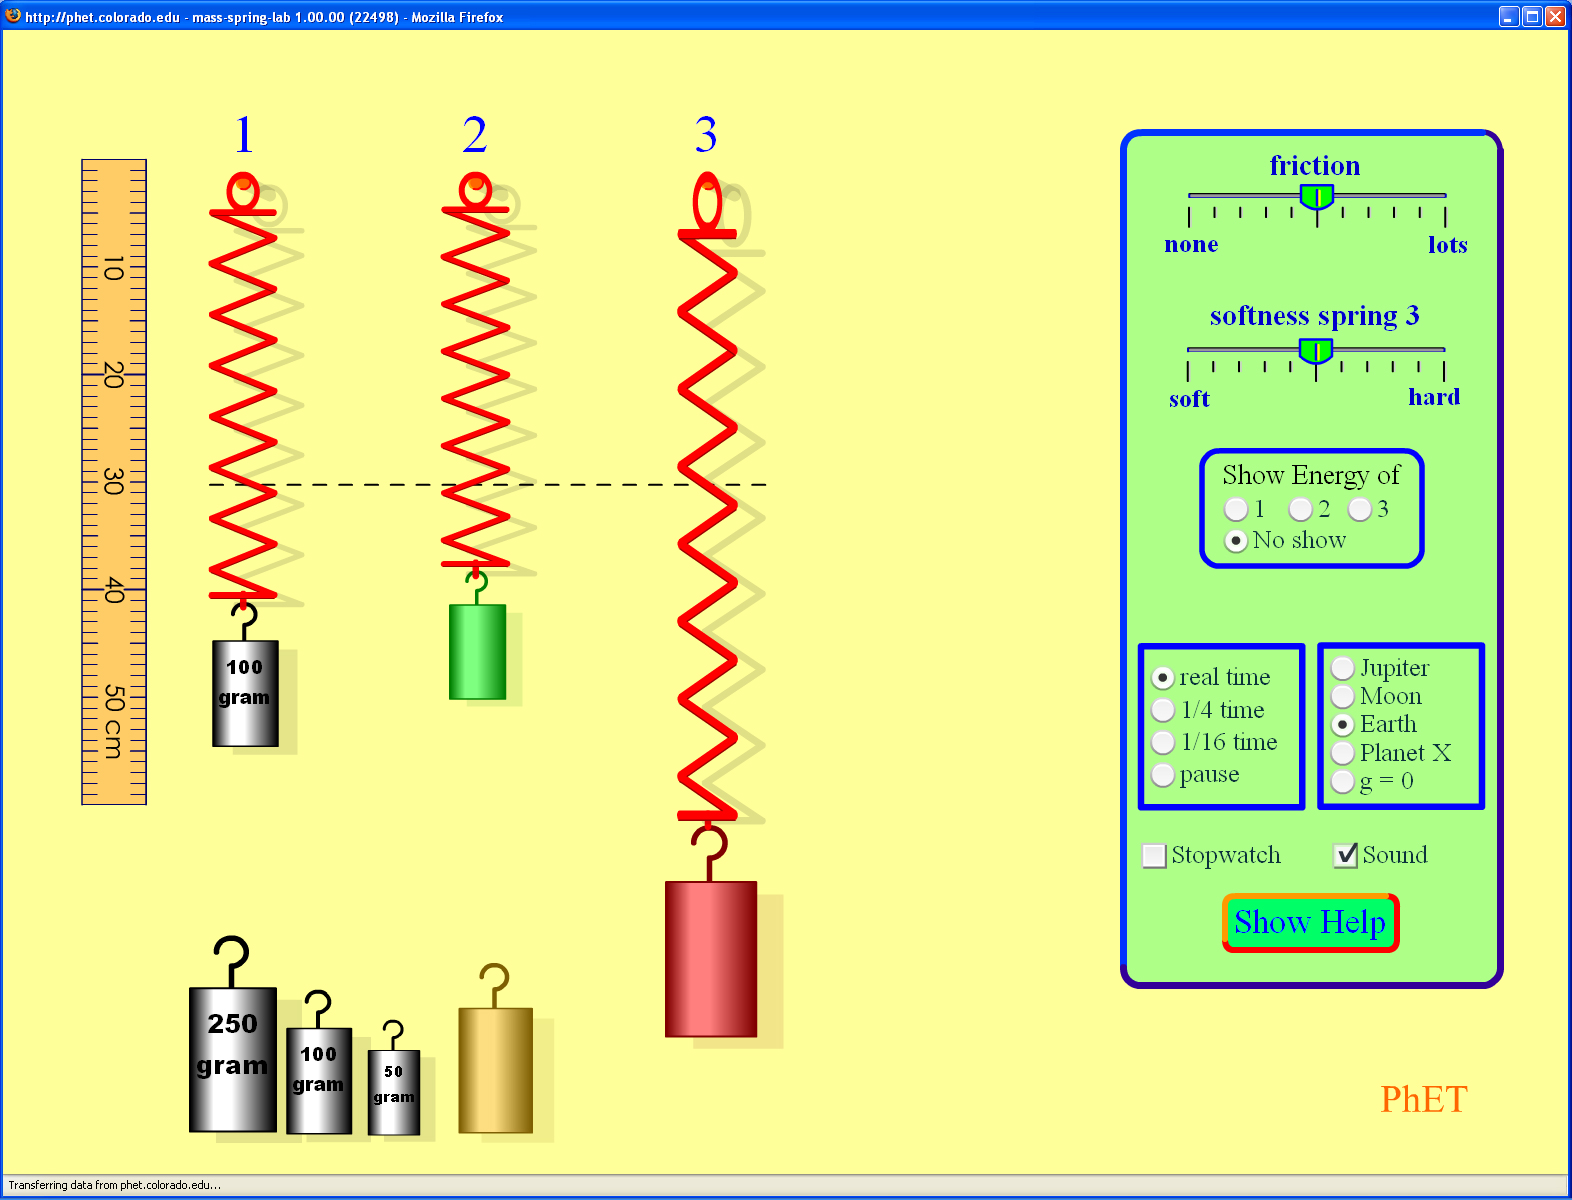 http://phet.colorado.edu - mass-spring-lab 1.00.00 (22498) - Mozilla Firefox
1 2 3
10
20
30
40
50 cm
100
gram
250
gram
100
gram
50
gram
friction
none lots
softness spring 3
soft hard
Show Energy of
1 2 3
No show
real time
1/4 time
1/16 time
pause
Jupiter
Moon
Earth
Planet X
g = 0
Stopwatch Sound
Show Help
PhET
Transferring data from phet.colorado.edu...